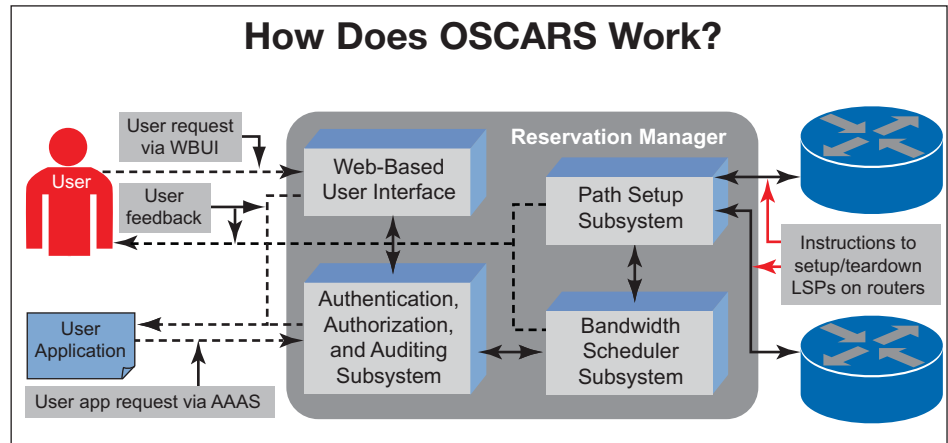 How Does OSCARS Work?
User request
via WBUI
User
User
feedback
Reservation Manager
Web-Based
User Interface
Path Setup
Subsystem
Instructions to
setup/teardown
LSPs on routers
Authentication,
Authorization,
and Auditing
Subsystem
Bandwidth
Scheduler
Subsystem
User
Application
User app request via AAAS